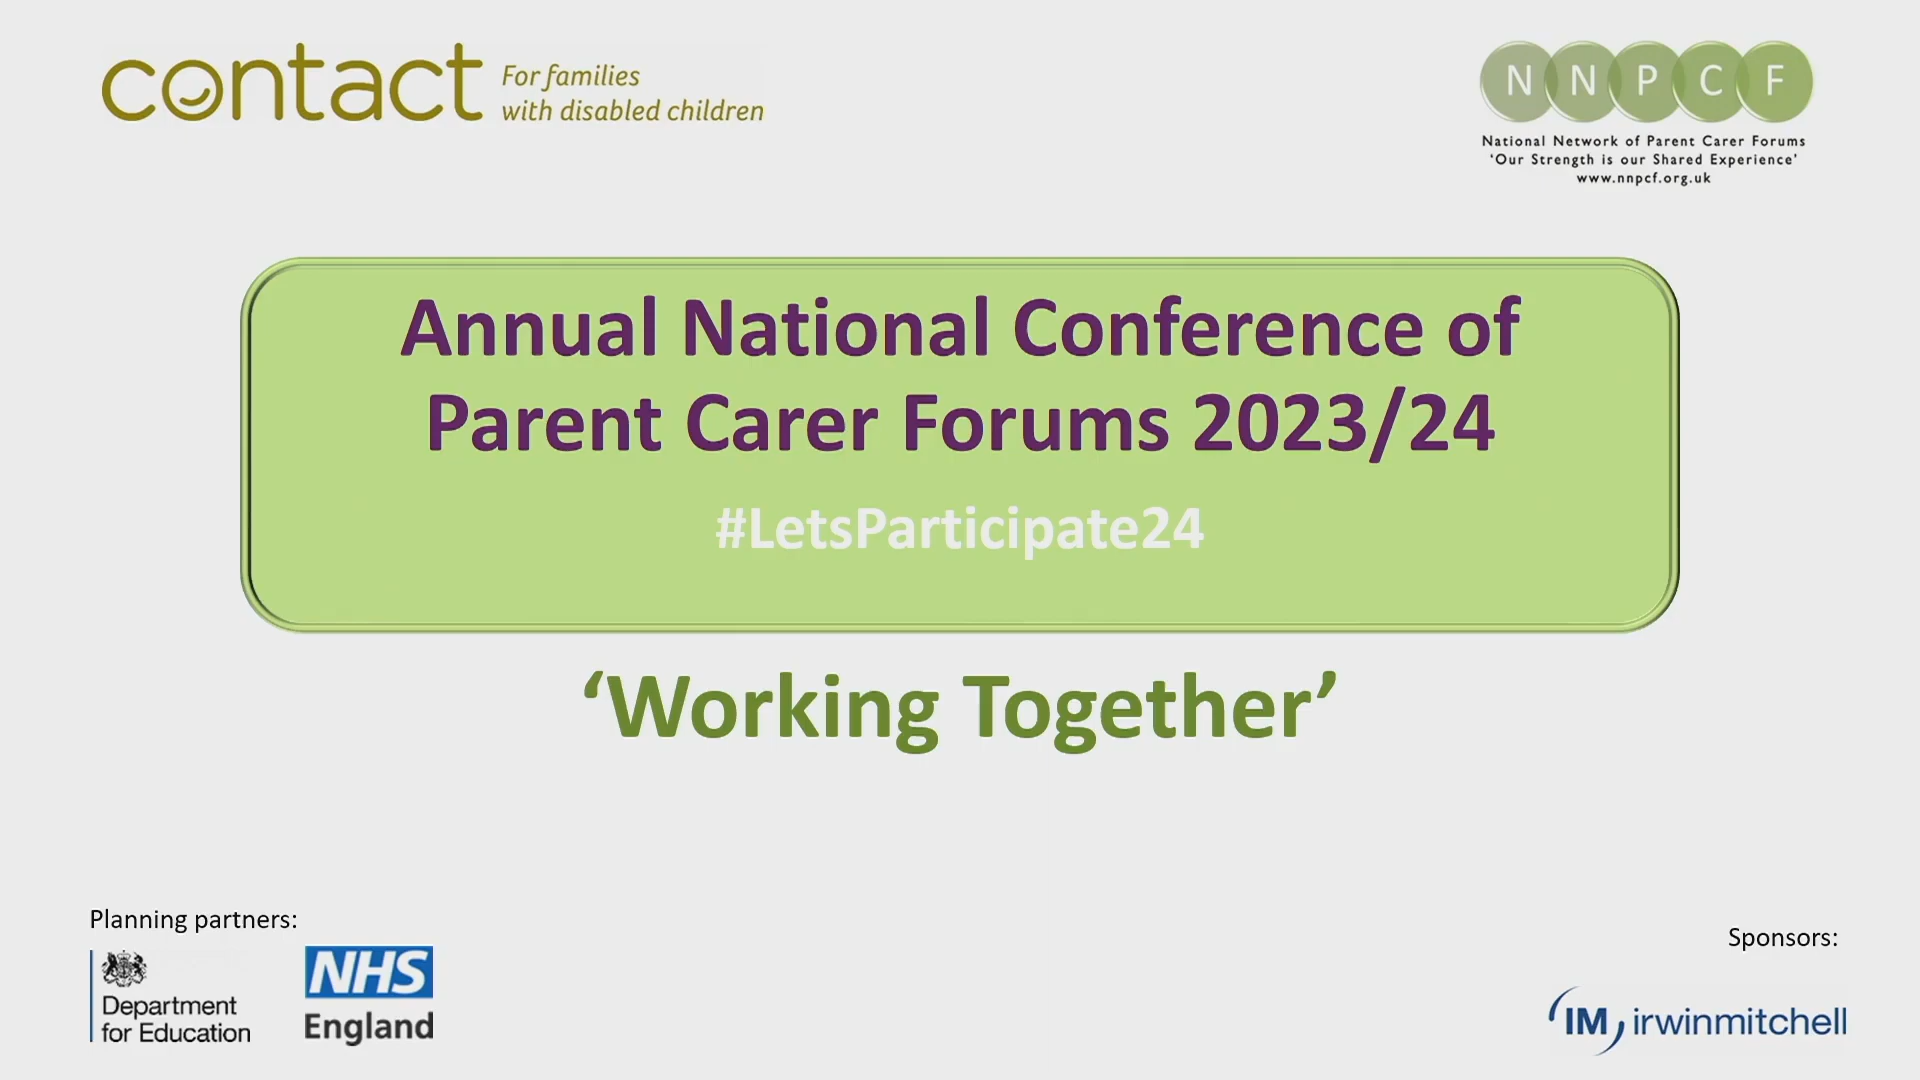 contact For families
with disabled children
N N P C F
National Network of Parent Carer Forums
‘Our Strength is our Shared Experience’
www.nnpcf.org.uk
Annual National Conference of
Parent Carer Forums 2023/24
#LetsParticipate24
‘Working Together’
Planning partners:
Department
for Education
NHS
England
Sponsors:
IM irwinmitchell